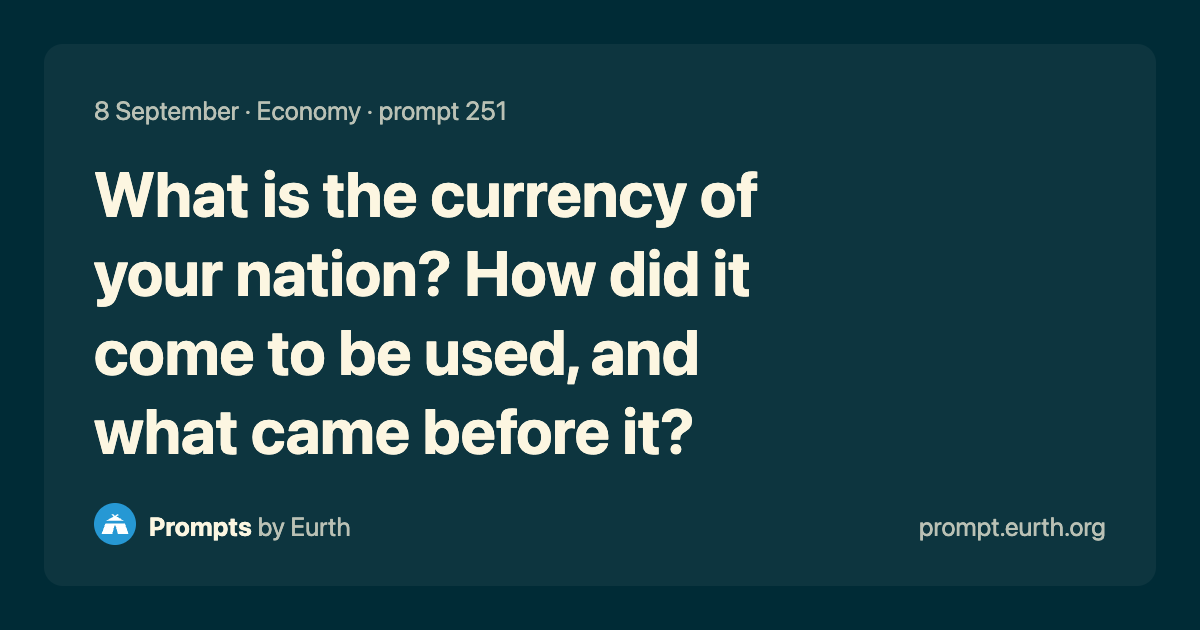 8 September · Economy · prompt 251
What is the currency of
your nation? How did it
come to be used, and
what came before it?
Prompts by Eurth
prompt.eurth.org